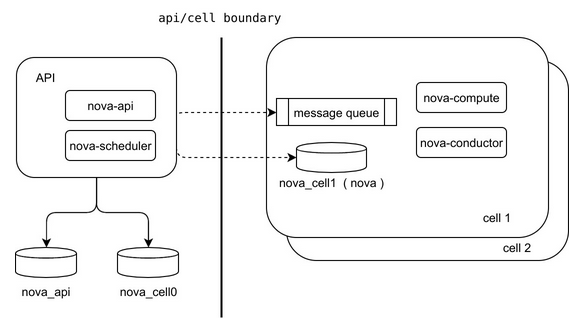 api/cell boundary
API
nova-api
nova-scheduler
nova_api
nova_cell0
message queue
nova_cell1 ( nova )
nova-compute
nova-conductor
cell 1
cell 2